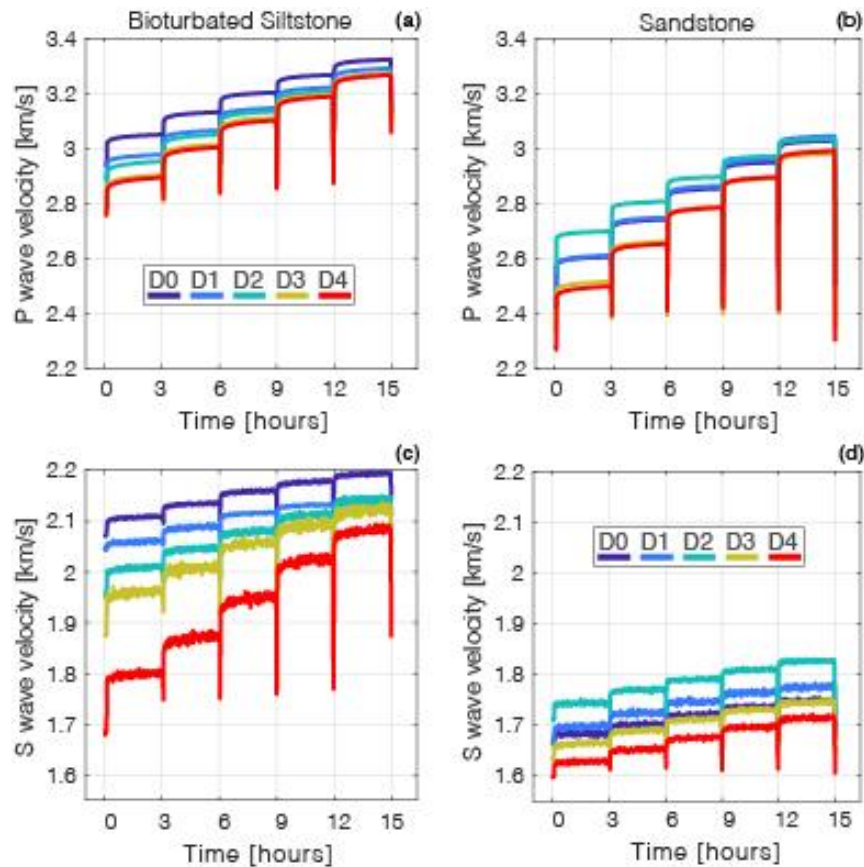 Bioturbated Siltstone (a)
P wave velocity [km/s]
3.4
3.2
3
2.8
2.6
2.4
2.2
D0 D1 D2 D3 D4
0 3 6 9 12 15
Time [hours]
Sandstone (b)
P wave velocity [km/s]
3.4
3.2
3
2.8
2.6
2.4
2.2
0 3 6 9 12 15
Time [hours]
(c)
S wave velocity [km/s]
2.2
2.1
2
1.9
1.8
1.7
1.6
0 3 6 9 12 15
Time [hours]
(d)
S wave velocity [km/s]
2.2
2.1
2
1.9
1.8
1.7
1.6
D0 D1 D2 D3 D4
0 3 6 9 12 15
Time [hours]